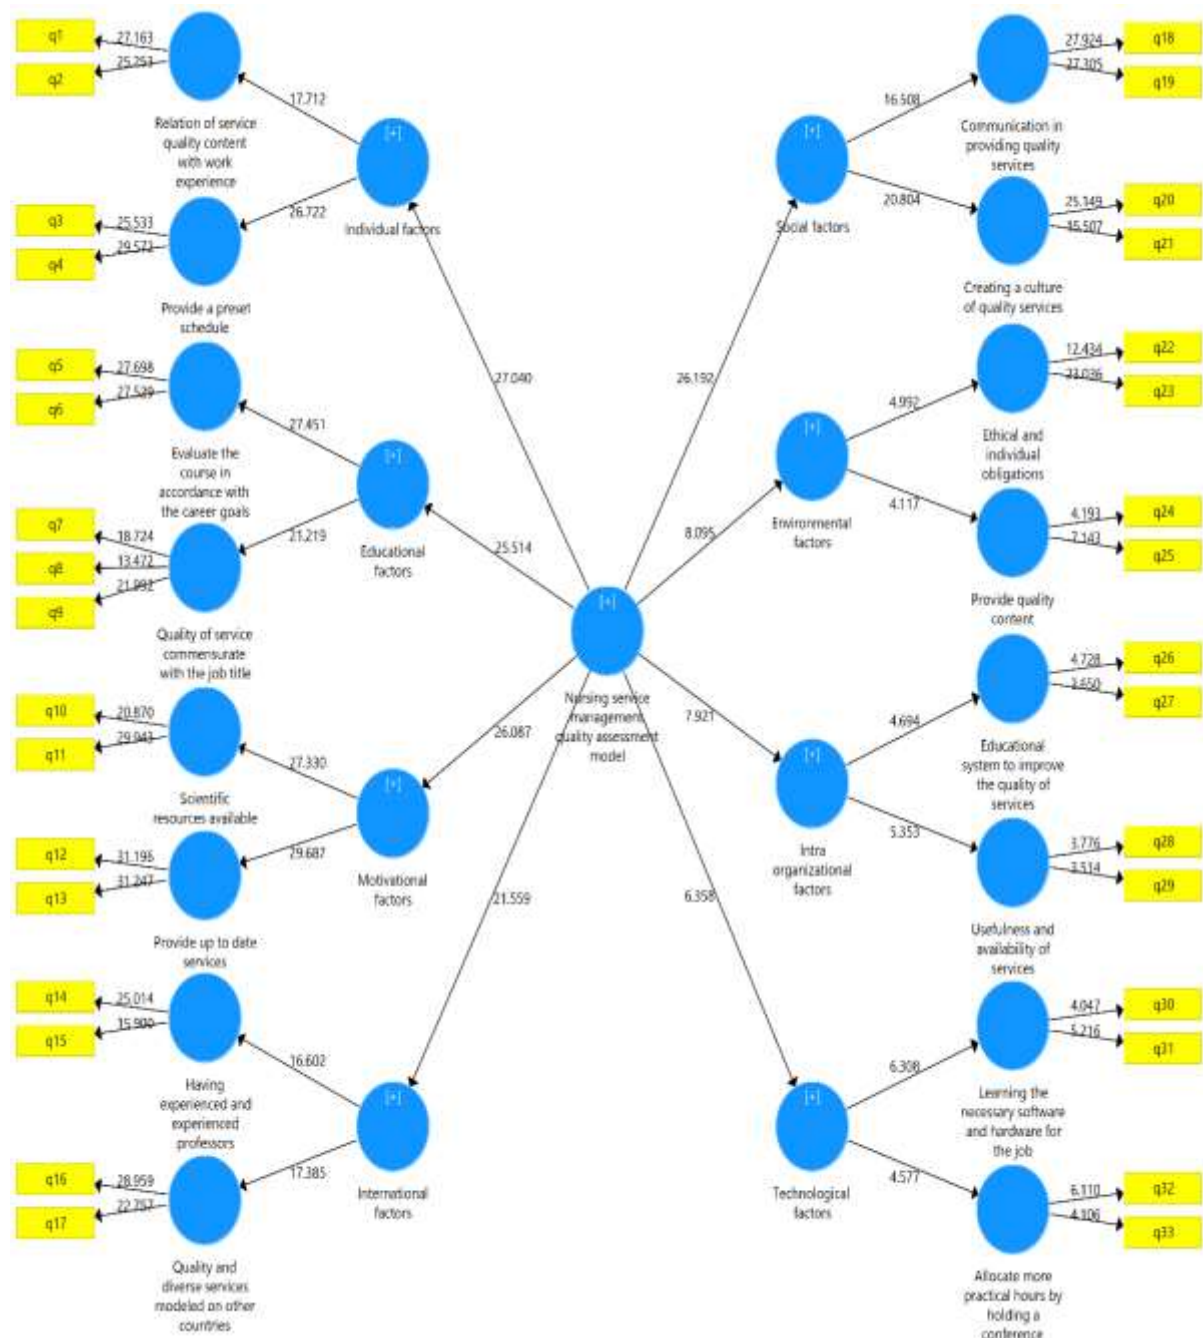 q1
27.163
q2
25.253
17.712
Relation of service
quality content
with work
experience
[+]
Individual factors
q3
25.533
q4
29.572
26.722
Provide a preset
schedule
q5
27.698
q6
27.539
27.451
Evaluate the
course in
accordance with
the career goals
[+]
Educational
factors
q7
18.724
q8
13.472
q9
21.992
21.219
Quality of service
commensurate
with the job title
q10
20.870
q11
29.943
27.330
Scientific
resources available
[+]
Motivational
factors
q12
31.196
q13
31.247
29.687
Provide up to date
services
q14
25.014
q15
15.900
16.602
Having
experienced and
experienced
professors
[+]
International
factors
q16
28.959
q17
22.757
17.385
Quality and
diverse services
modeled on other
countries
27.040
25.514
26.087
21.559
[+]
Nursing service
management
quality assessment
model
26.192
8.095
7.921
6.358
q18
27.924
q19
27.305
16.508
Communication in
providing quality
services
[+]
Social factors
q20
25.149
q21
15.507
20.804
Creating a culture
of quality services
q22
12.434
q23
23.036
4.992
Ethical and
individual
obligations
[+]
Environmental
factors
q24
4.193
q25
7.143
4.117
Provide quality
content
q26
4.728
q27
4.694
Educational
system to improve
the quality of
services
[+]
Intra
organizational
factors
q28
3.776
q29
3.514
5.353
Usefulness and
availability of
services
q30
4.047
q31
5.216
6.308
Learning the
necessary software
and hardware for
the job
[+]
Technological
factors
q32
6.110
q33
4.106
4.577
Allocate more
practical hours by
holding a
conference